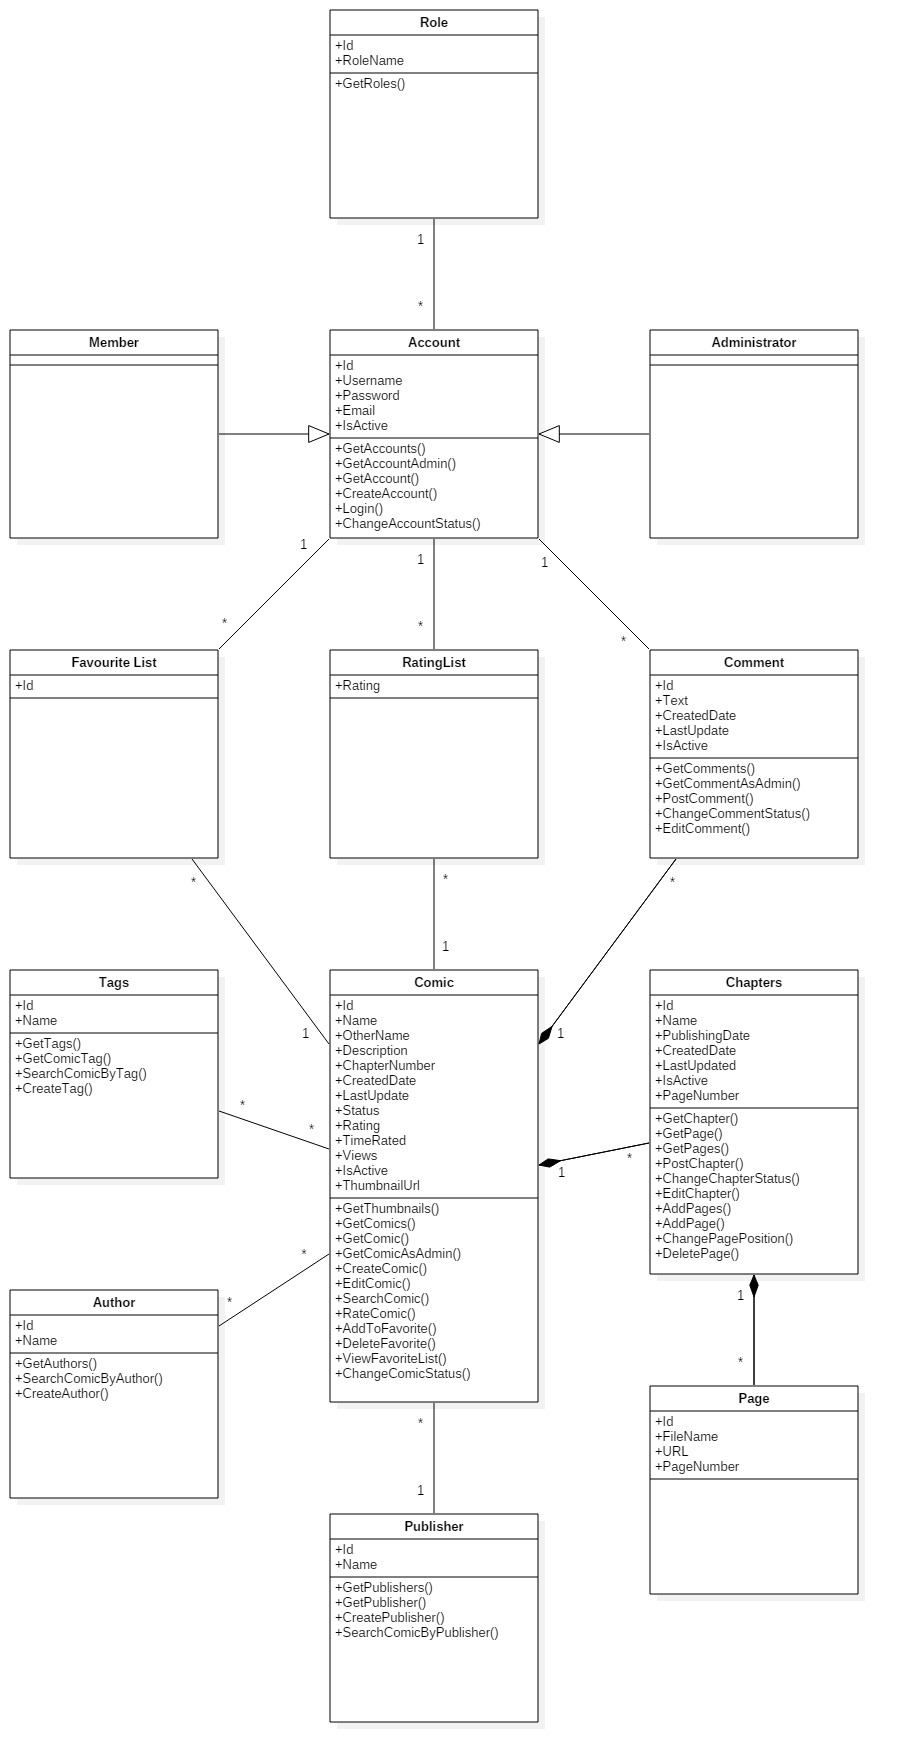 Role
+Id
+RoleName
+GetRoles()
1
*
Member
Account
+Id
+Username
+Password
+Email
+IsActive
+GetAccounts()
+GetAccountAdmin()
+GetAccount()
+CreateAccount()
+Login()
+ChangeAccountStatus()
Administrator
1
*
1
*
1
*
Favourite List
+Id
RatingList
+Rating
Comment
+Id
+Text
+CreatedDate
+LastUpdate
+IsActive
+GetComments()
+GetCommentAsAdmin()
+PostComment()
+ChangeCommentStatus()
+EditComment()
*
1
*
1
*
1
Tags
+Id
+Name
+GetTags()
+GetComicTag()
+SearchComicByTag()
+CreateTag()
*
*
Comic
+Id
+Name
+OtherName
+Description
+ChapterNumber
+CreatedDate
+LastUpdate
+Status
+Rating
+TimeRated
+Views
+IsActive
+ThumbnailUrl
+GetThumbnails()
+GetComics()
+GetComic()
+GetComicAsAdmin()
+CreateComic()
+EditComic()
+SearchComic()
+RateComic()
+AddToFavorite()
+DeleteFavorite()
+ViewFavoriteList()
+ChangeComicStatus()
1
*
Chapters
+Id
+Name
+PublishingDate
+CreatedDate
+LastUpdated
+IsActive
+PageNumber
+GetChapter()
+GetPage()
+GetPages()
+PostChapter()
+ChangeChapterStatus()
+EditChapter()
+AddPages()
+AddPage()
+ChangePagePosition()
+DeletePage()
*
*
Author
+Id
+Name
+GetAuthors()
+SearchComicByAuthor()
+CreateAuthor()
1
*
Page
+Id
+FileName
+URL
+PageNumber
*
1
Publisher
+Id
+Name
+GetPublishers()
+GetPublisher()
+CreatePublisher()
+SearchComicByPublisher()